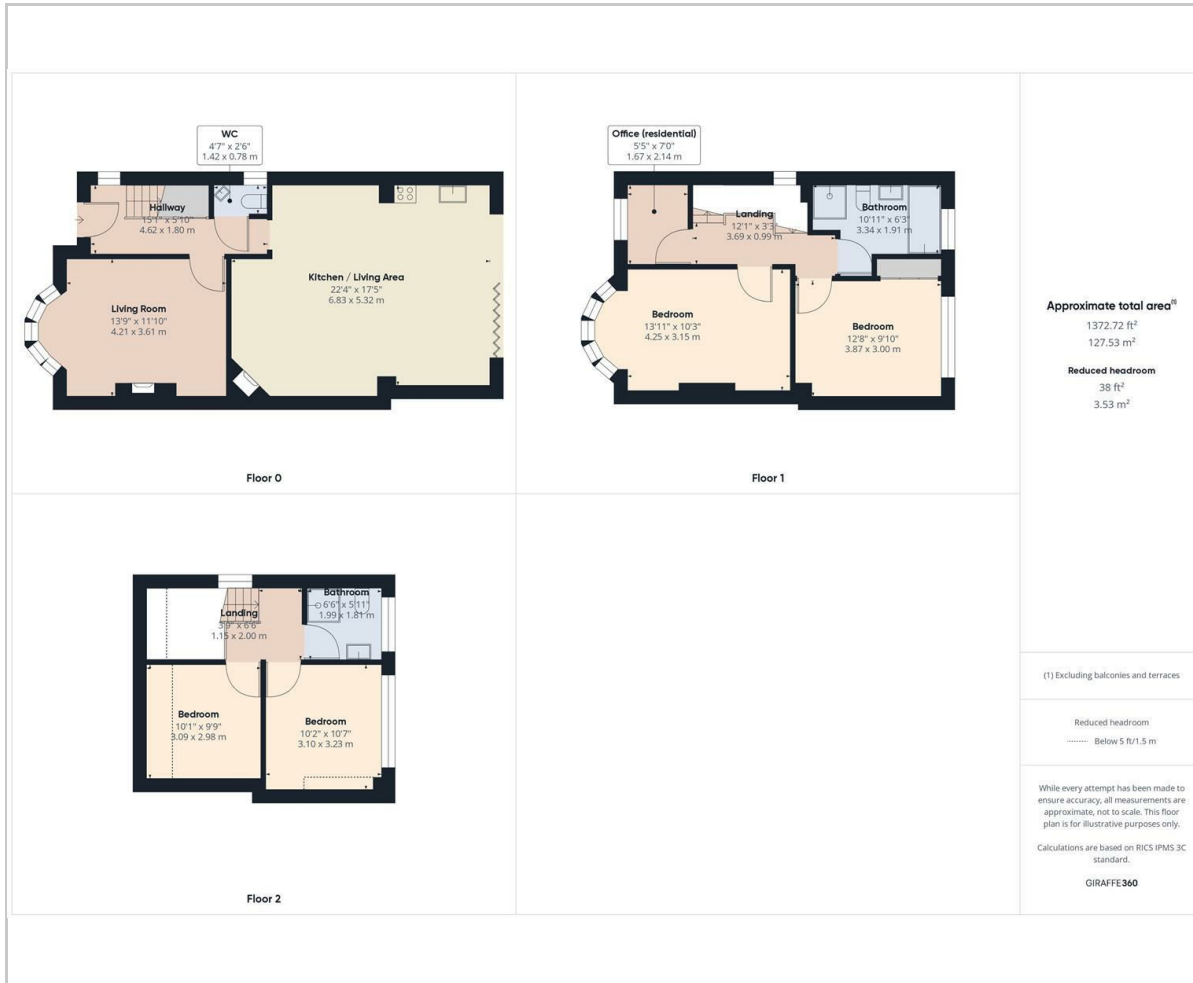 WC
4'7" x 2'6"
1.42 x 0.78 m
Hallway
15'1" x 5'10"
4.62 x 1.80 m
Kitchen / Living Area
22'4" x 17'5"
6.83 x 5.32 m
Living Room
13'9" x 11'10"
4.21 x 3.61 m
Floor 0
Office (residential)
5'5" x 7'0"
1.67 x 2.14 m
Landing
12'1" x 3'3"
3.69 x 0.99 m
Bathroom
10'11" x 6'3"
3.34 x 1.91 m
Bedroom
13'11" x 10'3"
4.25 x 3.15 m
Bedroom
12'8" x 9'10"
3.87 x 3.00 m
Floor 1
Approximate total area(1)
1372.72 ft²
127.53 m²
Reduced headroom
38 ft²
3.53 m²
Landing
3'9" x 6'6"
1.15 x 2.00 m
Bathroom
6'6" x 5'11"
1.99 x 1.81 m
Bedroom
10'1" x 9'9"
3.09 x 2.98 m
Bedroom
10'2" x 10'7"
3.10 x 3.23 m
Floor 2
(1) Excluding balconies and terraces
Reduced headroom
Below 5 ft/1.5 m
While every attempt has been made to
ensure accuracy, all measurements are
approximate, not to scale. This floor
plan is for illustrative purposes only.
Calculations are based on RICS IPMS 3C
standard.
GIRAFFE360